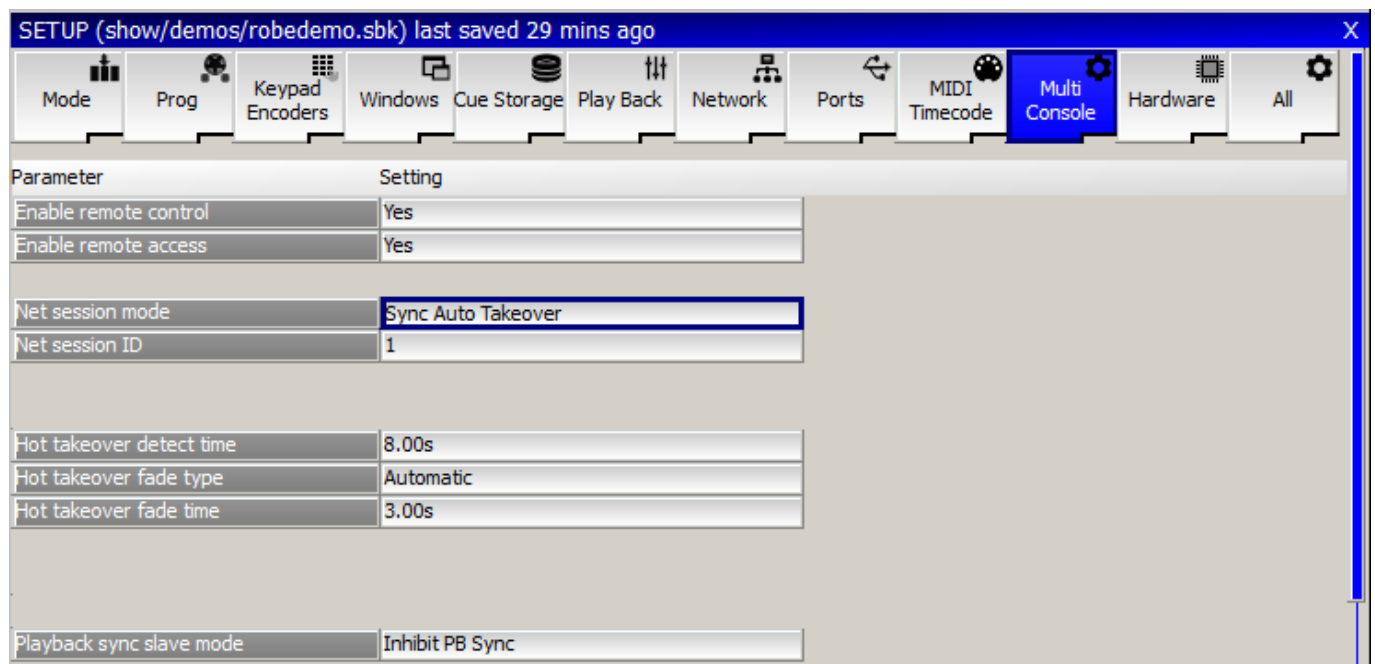 SETUP (show/demos/robedemo.sbk) last saved 29 mins ago X
Mode Prog Keypad Encoders Windows Cue Storage Play Back Network Ports MIDI Timecode Multi Console Hardware All
Parameter Setting
Enable remote control Yes
Enable remote access Yes
Net session mode Sync Auto Takeover
Net session ID 1
Hot takeover detect time 8.00s
Hot takeover fade type Automatic
Hot takeover fade time 3.00s
Playback sync slave mode Inhibit PB Sync